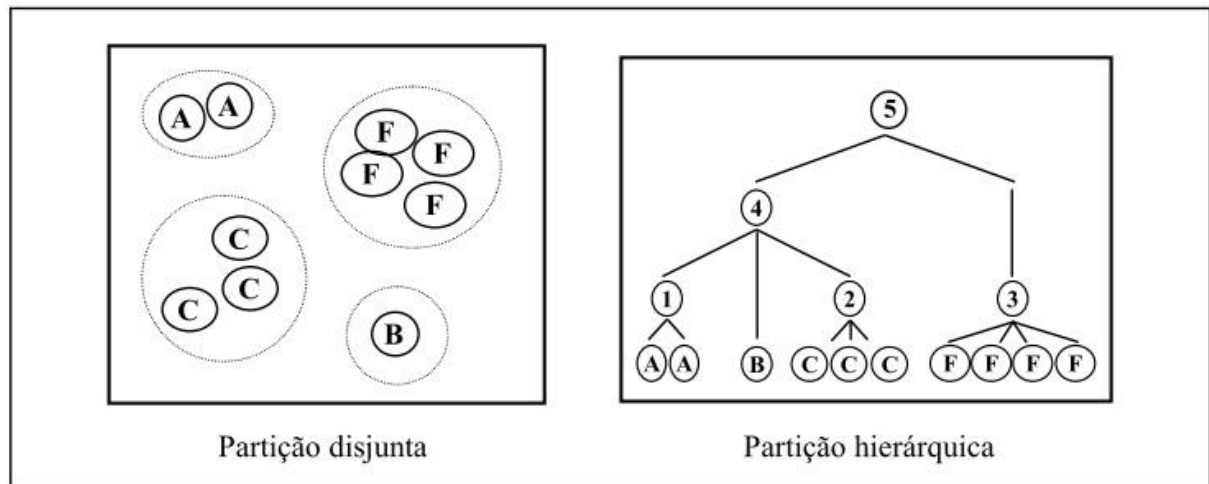 A A
F
F
F
F
C
C
C
B
Partição disjunta
5
4
1 2 3
A A B C C C F F F F
Partição hierárquica